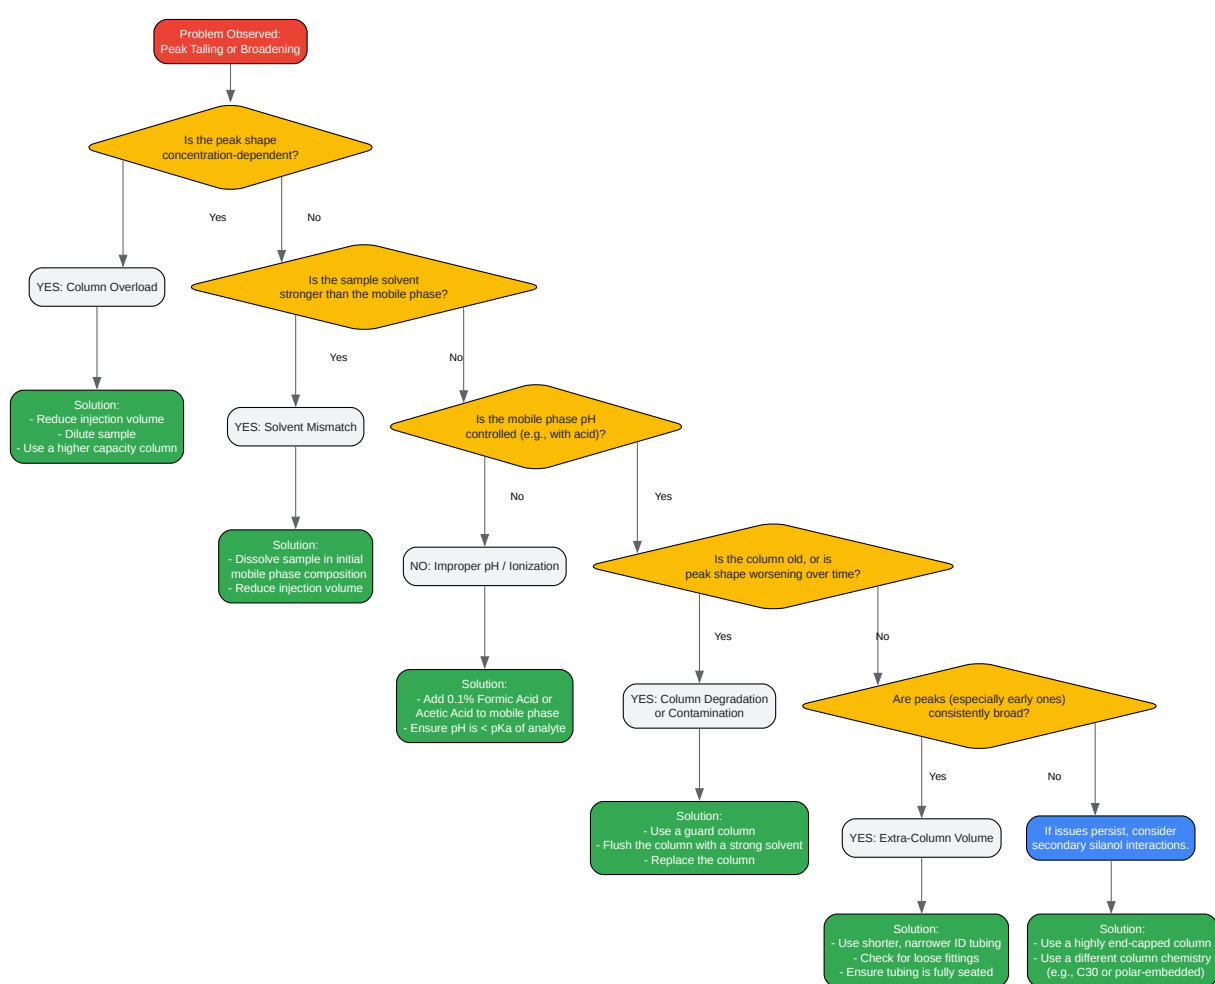 Problem Observed:
Peak Tailing or Broadening
Is the peak shape
concentration-dependent?
Yes
No
YES: Column Overload
Is the sample solvent
stronger than the mobile phase?
Yes
No
Solution:
- Reduce injection volume
- Dilute sample
- Use a higher capacity column
YES: Solvent Mismatch
Is the mobile phase pH
controlled (e.g., with acid)?
No
Yes
Solution:
- Dissolve sample in initial
mobile phase composition
- Reduce injection volume
NO: Improper pH / Ionization
Is the column old, or is
peak shape worsening over time?
Yes
No
Solution:
- Add 0.1% Formic Acid or
Acetic Acid to mobile phase
- Ensure pH is < pKa of analyte
YES: Column Degradation
or Contamination
Are peaks (especially early ones)
consistently broad?
Yes
No
Solution:
- Use a guard column
- Flush the column with a strong solvent
- Replace the column
YES: Extra-Column Volume
If issues persist, consider
secondary silanol interactions.
Solution:
- Use shorter, narrower ID tubing
- Check for loose fittings
- Ensure tubing is fully seated
Solution:
- Use a highly end-capped column
- Use a different column chemistry
(e.g., C30 or polar-embedded)